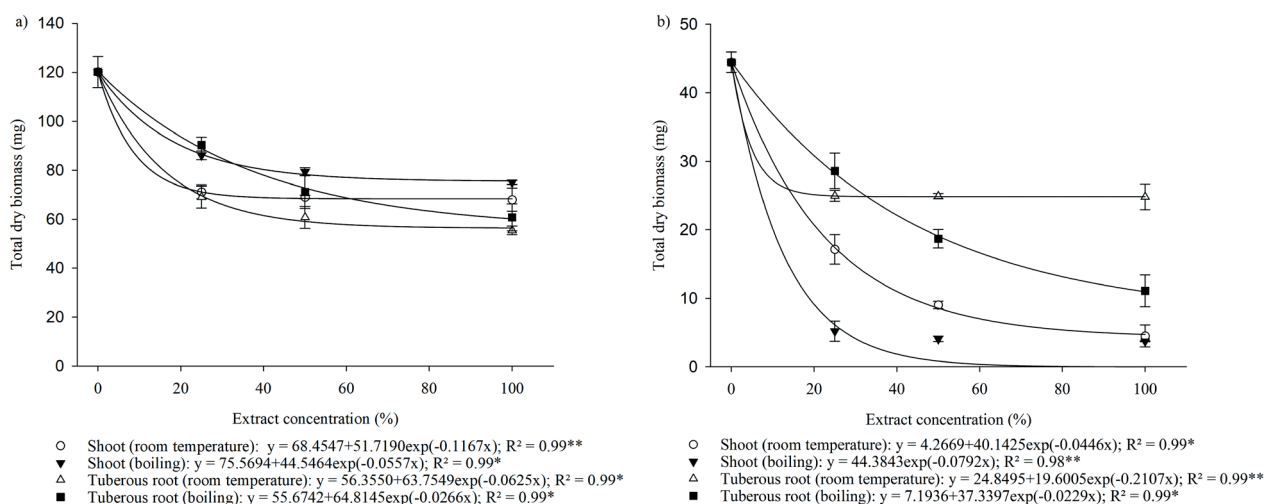 a)
140
120
100
80
60
40
20
0
Total dry biomass (mg)
0 20 40 60 80 100
Extract concentration (%)
Shoot (room temperature): y = 68.4547+51.7190exp(-0.1167x); R² = 0.99**
Shoot (boiling): y = 75.5694+44.5464exp(-0.0557x); R² = 0.99*
Tuberous root (room temperature): y = 56.3550+63.7549exp(-0.0625x); R² = 0.99*
Tuberous root (boiling): y = 55.6742+64.8145exp(-0.0266x); R² = 0.99*
b)
50
40
30
20
10
0
Total dry biomass (mg)
0 20 40 60 80 100
Extract concentration (%)
Shoot (room temperature): y = 4.2669+40.1425exp(-0.0446x); R² = 0.99*
Shoot (boiling): y = 44.3843exp(-0.0792x); R² = 0.98**
Tuberous root (room temperature): y = 24.8495+19.6005exp(-0.2107x); R² = 0.99**
Tuberous root (boiling): y = 7.1936+37.3397exp(-0.0229x); R² = 0.99*